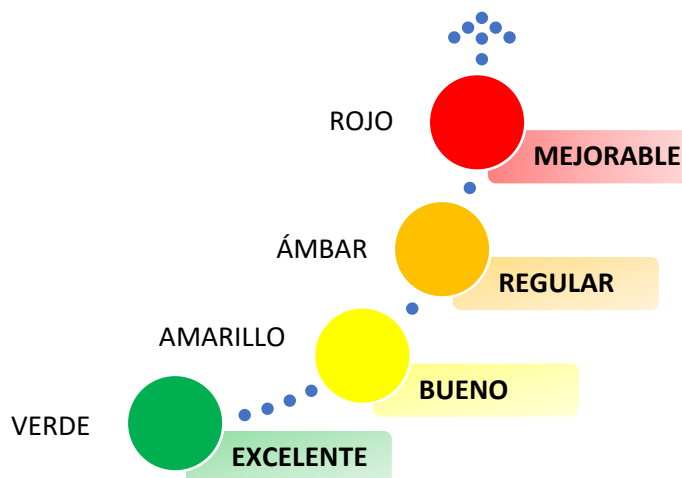 ROJO
MEJORABLE
ÁMBAR
REGULAR
AMARILLO
BUENO
VERDE
EXCELENTE